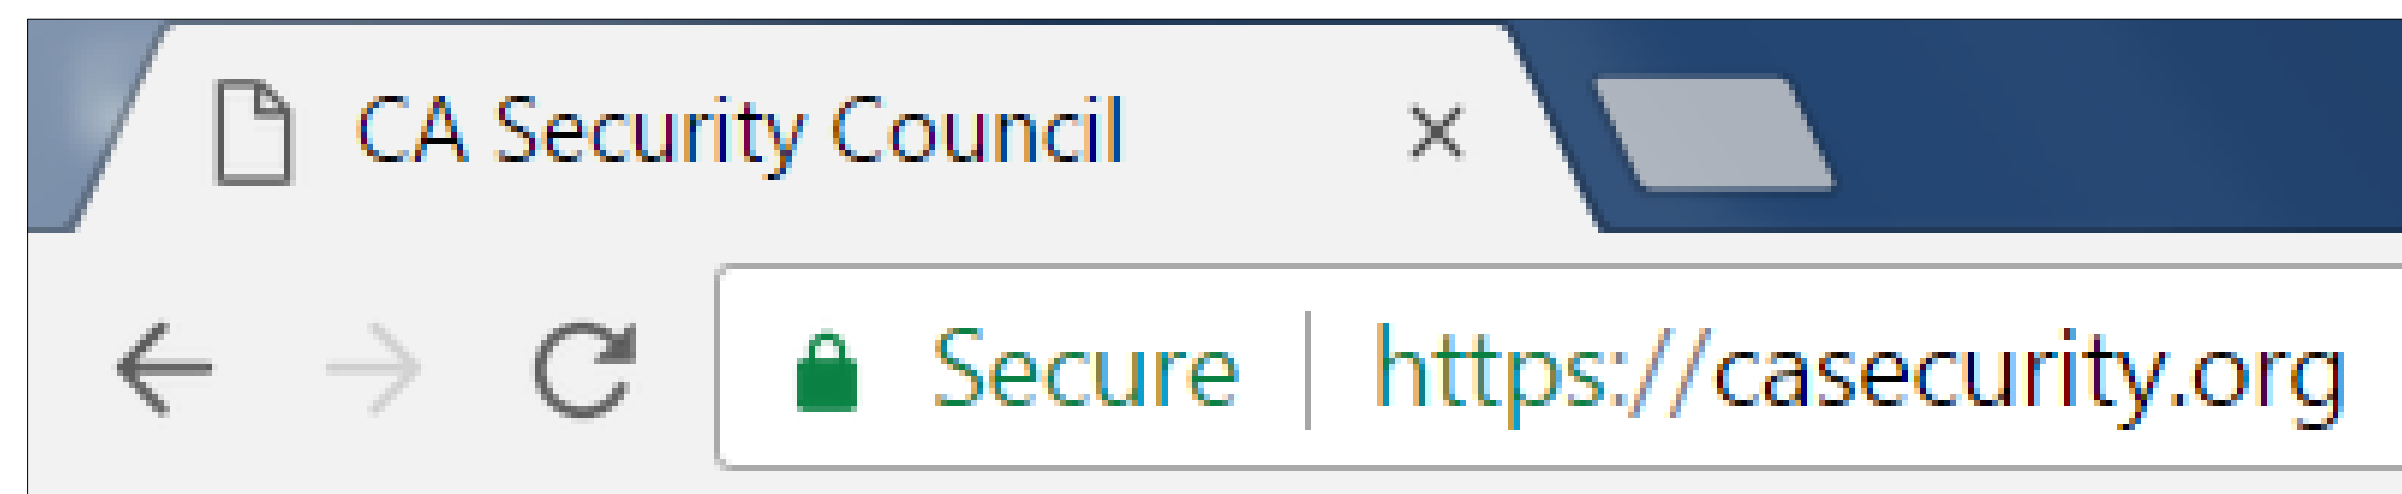 CA Security Council
Secure | https://casecurity.org